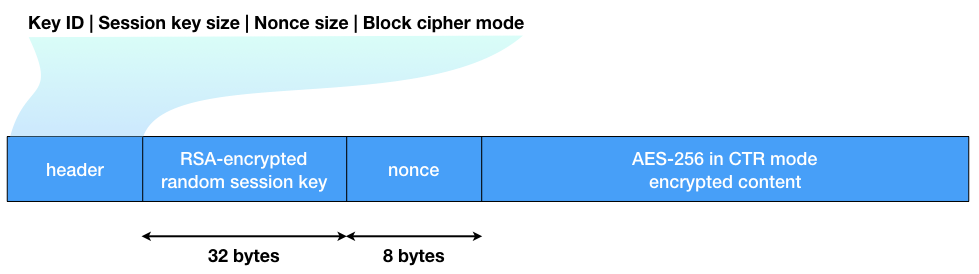 Key ID | Session key size | Nonce size | Block cipher mode
header
RSA-encrypted
random session key
nonce
AES-256 in CTR mode
encrypted content
32 bytes
8 bytes